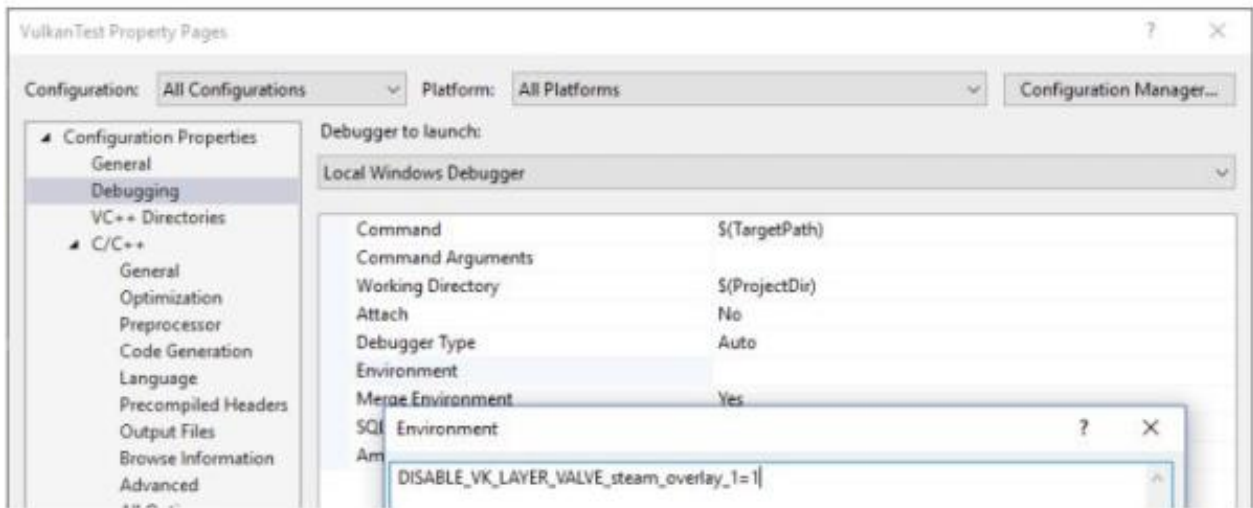 VulkanTest Property Pages
? ×
Configuration: All Configurations Platform: All Platforms Configuration Manager...
Configuration Properties
General
Debugging
VC++ Directories
C/C++
General
Optimization
Preprocessor
Code Generation
Language
Precompiled Headers
Output Files
Browse Information
Advanced
Debugger to launch:
Local Windows Debugger
Command $(TargetPath)
Command Arguments
Working Directory $(ProjectDir)
Attach No
Debugger Type Auto
Environment
Merge Environment Yes
Environment ? ×
DISABLE_VK_LAYER_VALVE_steam_overlay_1=1